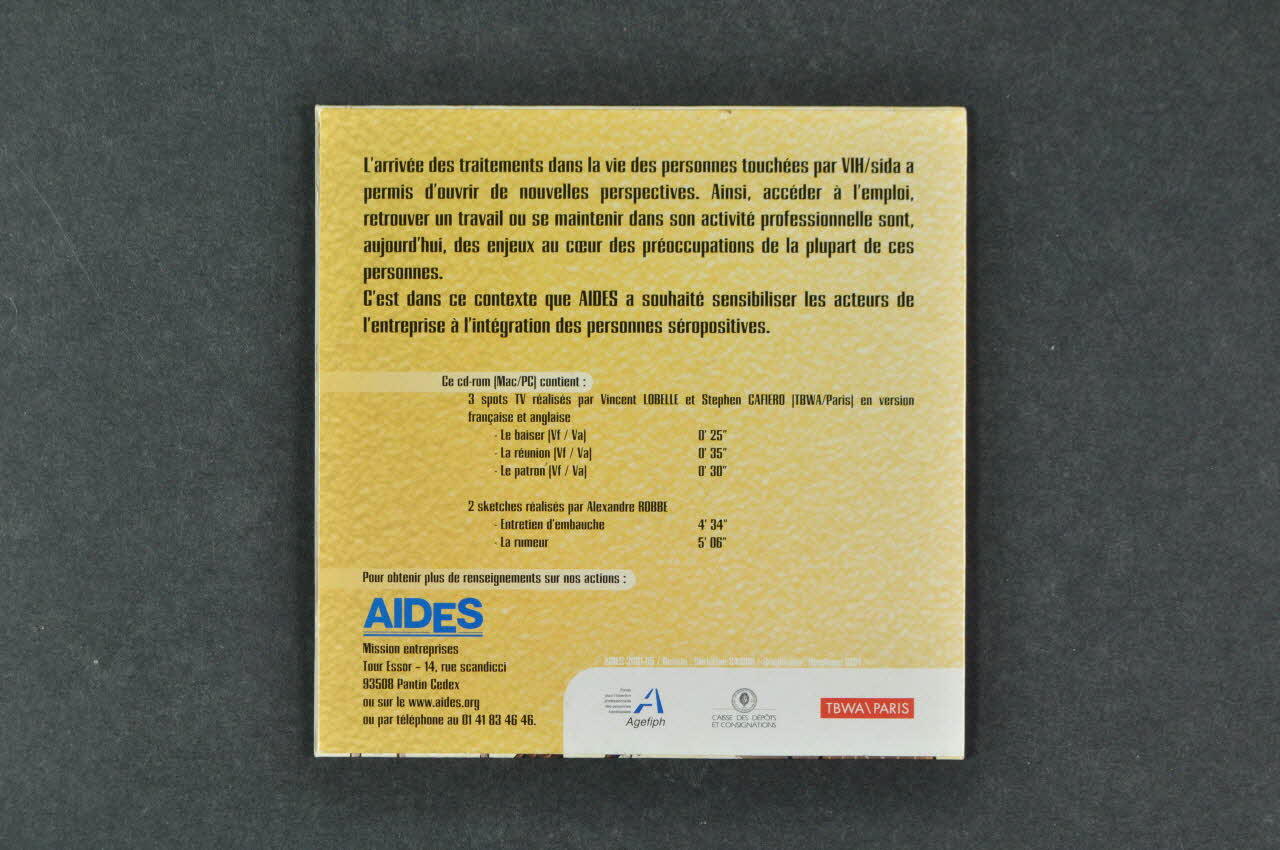 L'arrivée des traitements dans la vie des personnes touchées par VIH/sida a
permis d'ouvrir de nouvelles perspectives. Ainsi, accéder à l'emploi,
retrouver un travail ou se maintenir dans son activité professionnelle sont,
aujourd'hui, des enjeux au cœur des préoccupations de la plupart de ces
personnes.
C'est dans ce contexte que AIDES a souhaité sensibiliser les acteurs de
l'entreprise à l'intégration des personnes séropositives.
Ce cd-rom (Mac/PC) contient :
3 spots TV réalisés par Vincent LOBELLE et Stephen CAFIERO (TBWA/Paris) en version
française et anglaise
- Le baiser (Vf / Va) 0' 25"
- La réunion (Vf / Va) 0' 35"
- Le patron (Vf / Va) 0' 30"
2 sketches réalisés par Alexandre ROBBE
- Entretien d'embauche 4' 34"
- La rumeur 5' 06"
Pour obtenir plus de renseignements sur nos actions :
AIDES
Mission entreprises
Tour Essor – 14, rue scandicci
93508 Pantin Cedex
ou sur le www.aides.org
ou par téléphone au 01 41 83 46 46.
Fonds
pour l'insertion
professionnelle
des personnes
handicapées
Agefiph
CAISSE DES DÉPÔTS
ET CONSIGNATIONS
TBWA\PARIS